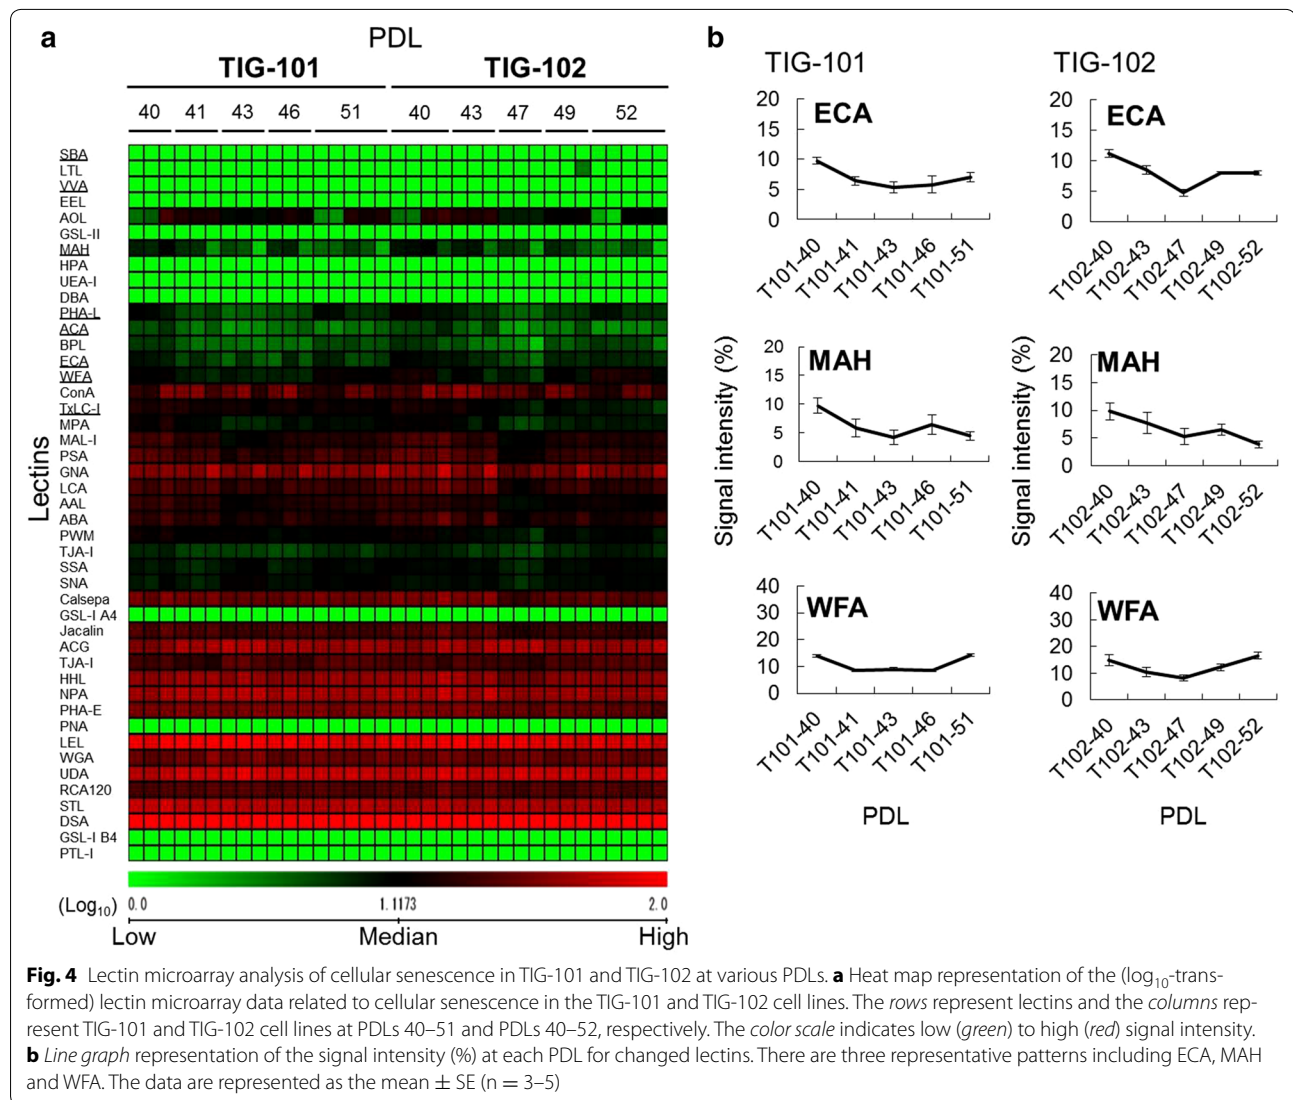 a
PDL
TIG-101 TIG-102
40 41 43 46 51 40 43 47 49 52
Lectins
SBA
LTL
VVA
EEL
AOL
GSL-II
MAH
HPA
UEA-I
DBA
PHA-L
ACA
BPL
ECA
WFA
ConA
TxLC-I
MPA
MAL-I
PSA
GNA
LCA
AAL
ABA
PWM
TJA-I
SSA
SNA
Calsepa
GSL-I A4
Jacalin
ACG
TJA-I
HHL
NPA
PHA-E
PNA
LEL
WGA
UDA
RCA120
STL
DSA
GSL-I B4
PTL-I
(Log10) 0.0 1.1173 2.0
Low Median High
b
TIG-101 TIG-102
ECA
20
15
10
5
0
T101-40 T101-41 T101-43 T101-46 T101-51
ECA
20
15
10
5
0
T102-40 T102-43 T102-47 T102-49 T102-52
Signal intensity (%)
MAH
20
15
10
5
0
T101-40 T101-41 T101-43 T101-46 T101-51
Signal intensity (%)
MAH
20
15
10
5
0
T102-40 T102-43 T102-47 T102-49 T102-52
WFA
40
30
20
10
0
T101-40 T101-41 T101-43 T101-46 T101-51
PDL
WFA
40
30
20
10
0
T102-40 T102-43 T102-47 T102-49 T102-52
PDL
Fig. 4 Lectin microarray analysis of cellular senescence in TIG-101 and TIG-102 at various PDLs. a Heat map representation of the (log10-trans-
formed) lectin microarray data related to cellular senescence in the TIG-101 and TIG-102 cell lines. The rows represent lectins and the columns rep-
resent TIG-101 and TIG-102 cell lines at PDLs 40–51 and PDLs 40–52, respectively. The color scale indicates low (green) to high (red) signal intensity.
b Line graph representation of the signal intensity (%) at each PDL for changed lectins. There are three representative patterns including ECA, MAH
and WFA. The data are represented as the mean ± SE (n = 3–5)